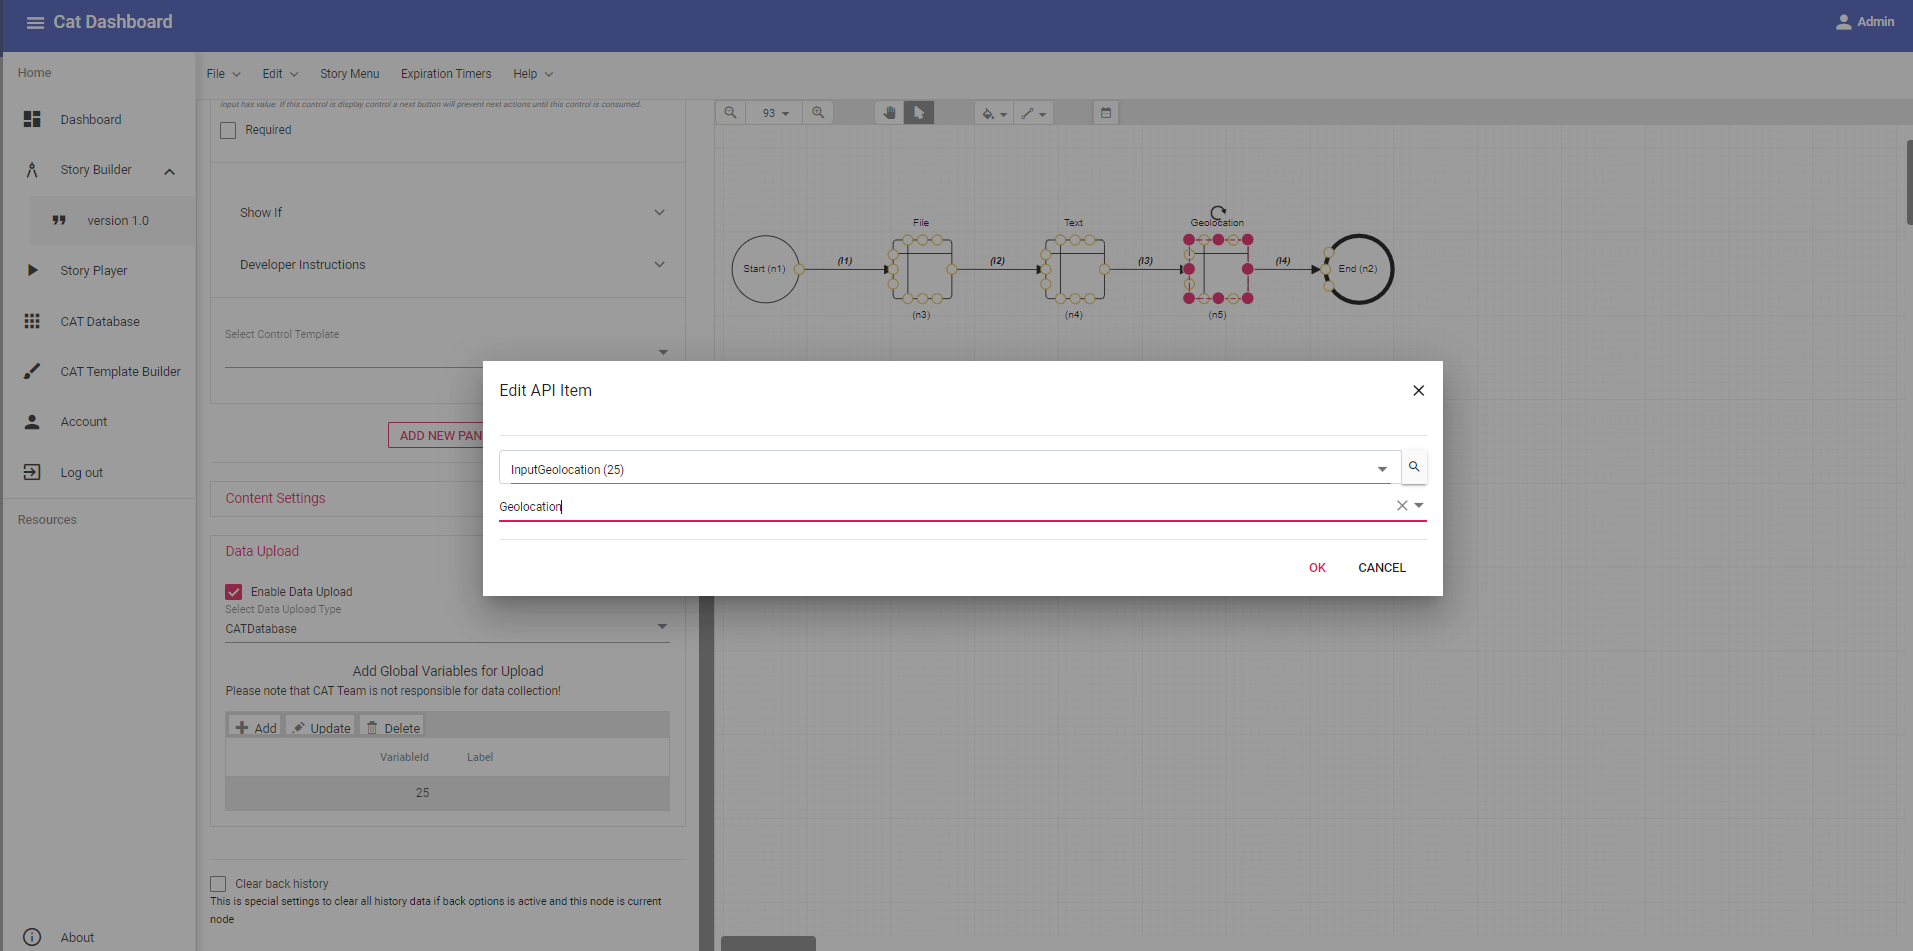 Cat Dashboard
Admin
Home
Dashboard
Story Builder
version 1.0
Story Player
CAT Database
CAT Template Builder
Account
Log out
Resources
About
File
Edit
Story Menu
Expiration Timers
Help
input has value. If this control is display control a next button will prevent next actions until this control is consumed.
Required
Show If
Developer Instructions
Select Control Template
ADD NEW PAN
Content Settings
Data Upload
Enable Data Upload
Select Data Upload Type
CATDatabase
Add Global Variables for Upload
Please note that CAT Team is not responsible for data collection!
Add Update Delete
VariableId Label
25
Clear back history
This is special settings to clear all history data if back options is active and this node is current
node
93
File Text Geolocation
Start (n1) (l1) (l2) (l3) (l4) End (n2)
(n3) (n4) (n5)
Edit API Item
InputGeolocation (25)
Geolocation
OK CANCEL